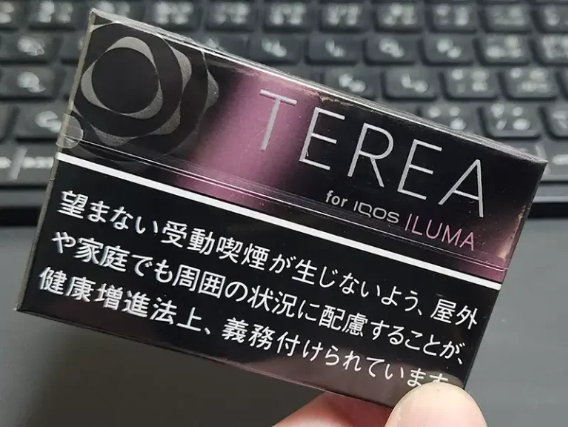 TEREA
for IQOS ILUMA
望まない受動喫煙が生じないよう、屋外
や家庭でも周囲の状況に配慮することが、
健康増進法上、義務付けられています。